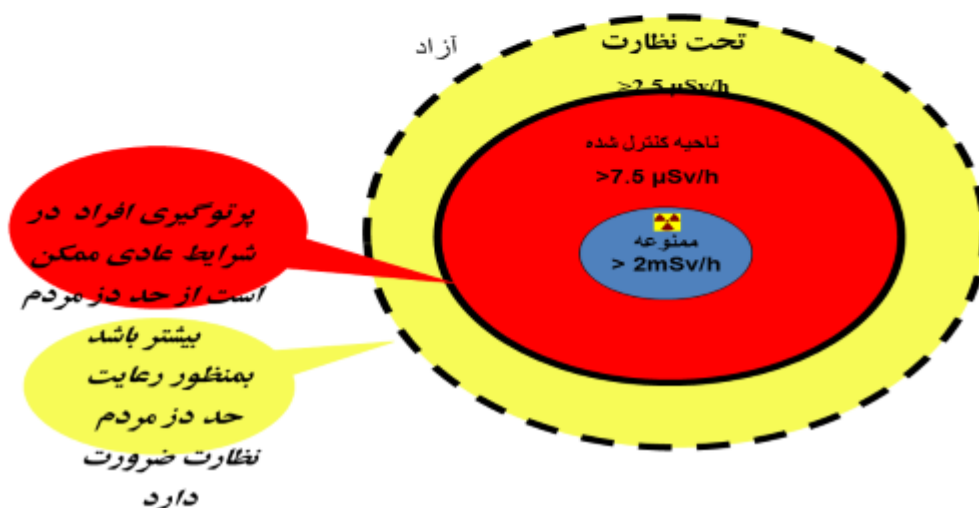 آزاد
تحت نظارت
≥2.5 µSv/h
ناحیه کنترل شده
>7.5 µSv/h
ممنوعه
> 2mSv/h
پرتوگیری افراد در
شرایط عادی ممکن
است از حد دز مردم
بیشتر باشد
بمنظور رعایت
حد دز مردم
نظارت ضرورت
دارد